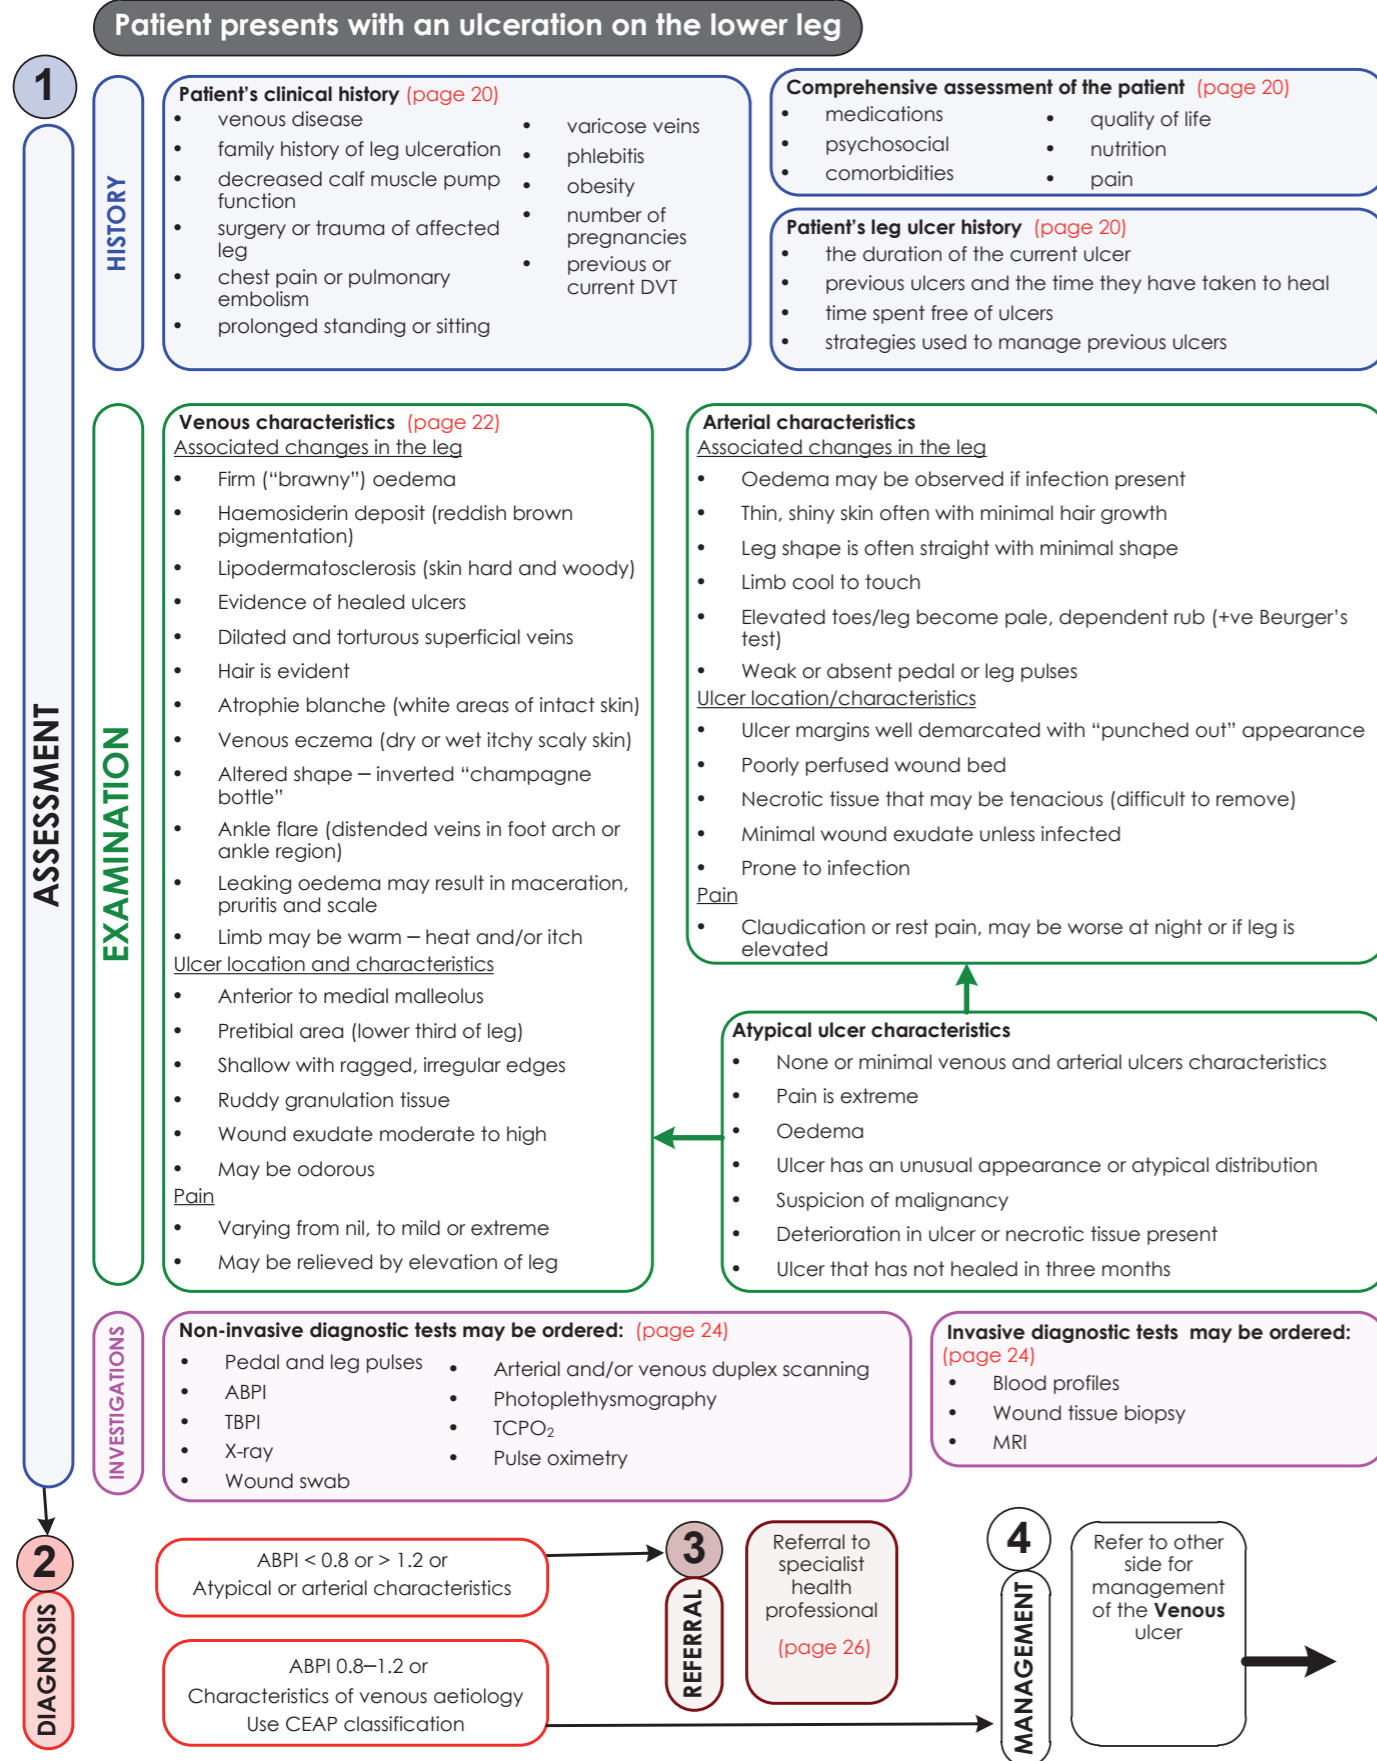 Patient presents with an ulceration on the lower leg
1
ASSESSMENT
HISTORY
Patient's clinical history (page 20)
• venous disease
• family history of leg ulceration
• decreased calf muscle pump
function
• surgery or trauma of affected
leg
• chest pain or pulmonary
embolism
• prolonged standing or sitting
• varicose veins
• phlebitis
• obesity
• number of
pregnancies
• previous or
current DVT
Comprehensive assessment of the patient (page 20)
• medications
• psychosocial
• comorbidities
• quality of life
• nutrition
• pain
Patient's leg ulcer history (page 20)
• the duration of the current ulcer
• previous ulcers and the time they have taken to heal
• time spent free of ulcers
• strategies used to manage previous ulcers
EXAMINATION
Venous characteristics (page 22)
Associated changes in the leg
• Firm ("brawny") oedema
• Haemosiderin deposit (reddish brown
pigmentation)
• Lipodermatosclerosis (skin hard and woody)
• Evidence of healed ulcers
• Dilated and torturous superficial veins
• Hair is evident
• Atrophie blanche (white areas of intact skin)
• Venous eczema (dry or wet itchy scaly skin)
• Altered shape – inverted "champagne
bottle"
• Ankle flare (distended veins in foot arch or
ankle region)
• Leaking oedema may result in maceration,
pruritis and scale
• Limb may be warm – heat and/or itch
Ulcer location and characteristics
• Anterior to medial malleolus
• Pretibial area (lower third of leg)
• Shallow with ragged, irregular edges
• Ruddy granulation tissue
• Wound exudate moderate to high
• May be odorous
Pain
• Varying from nil, to mild or extreme
• May be relieved by elevation of leg
Arterial characteristics
Associated changes in the leg
• Oedema may be observed if infection present
• Thin, shiny skin often with minimal hair growth
• Leg shape is often straight with minimal shape
• Limb cool to touch
• Elevated toes/leg become pale, dependent rub (+ve Beurger's
test)
• Weak or absent pedal or leg pulses
Ulcer location/characteristics
• Ulcer margins well demarcated with "punched out" appearance
• Poorly perfused wound bed
• Necrotic tissue that may be tenacious (difficult to remove)
• Minimal wound exudate unless infected
• Prone to infection
Pain
• Claudication or rest pain, may be worse at night or if leg is
elevated
Atypical ulcer characteristics
• None or minimal venous and arterial ulcers characteristics
• Pain is extreme
• Oedema
• Ulcer has an unusual appearance or atypical distribution
• Suspicion of malignancy
• Deterioration in ulcer or necrotic tissue present
• Ulcer that has not healed in three months
INVESTIGATIONS
Non-invasive diagnostic tests may be ordered: (page 24)
• Pedal and leg pulses
• ABPI
• TBPI
• X-ray
• Wound swab
• Arterial and/or venous duplex scanning
• Photoplethysmography
• TCPO₂
• Pulse oximetry
Invasive diagnostic tests may be ordered:
(page 24)
• Blood profiles
• Wound tissue biopsy
• MRI
2
DIAGNOSIS
ABPI < 0.8 or > 1.2 or
Atypical or arterial characteristics
ABPI 0.8–1.2 or
Characteristics of venous aetiology
Use CEAP classification
3
REFERRAL
Referral to
specialist
health
professional
(page 26)
4
MANAGEMENT
Refer to other
side for
management
of the Venous
ulcer